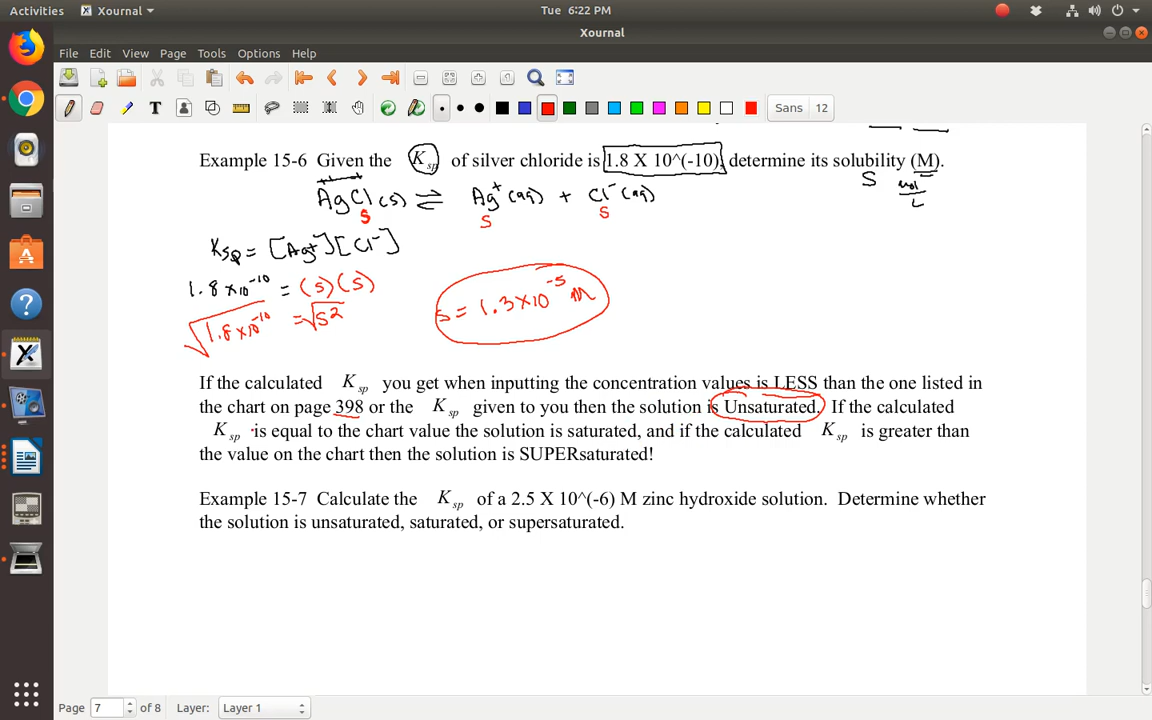 Activities Xournal Tue 6:22 PM
Xournal
File Edit View Page Tools Options Help
Sans 12
Example 15-6 Given the Ksp of silver chloride is 1.8 X 10^(-10), determine its solubility (M).
S mol/L
AgCl(s) ⇌ Ag⁺(aq) + Cl⁻(aq)
s s s
Ksp = [Ag⁺][Cl⁻]
1.8 x 10⁻¹⁰ = (s)(s)
√1.8 x 10⁻¹⁰ = √s²
s = 1.3 x 10⁻⁵ M
If the calculated Ksp you get when inputting the concentration values is LESS than the one listed in
the chart on page 398 or the Ksp given to you then the solution is Unsaturated. If the calculated
Ksp is equal to the chart value the solution is saturated, and if the calculated Ksp is greater than
the value on the chart then the solution is SUPERsaturated!
Example 15-7 Calculate the Ksp of a 2.5 X 10^(-6) M zinc hydroxide solution. Determine whether
the solution is unsaturated, saturated, or supersaturated.
Page 7 of 8 Layer: Layer 1